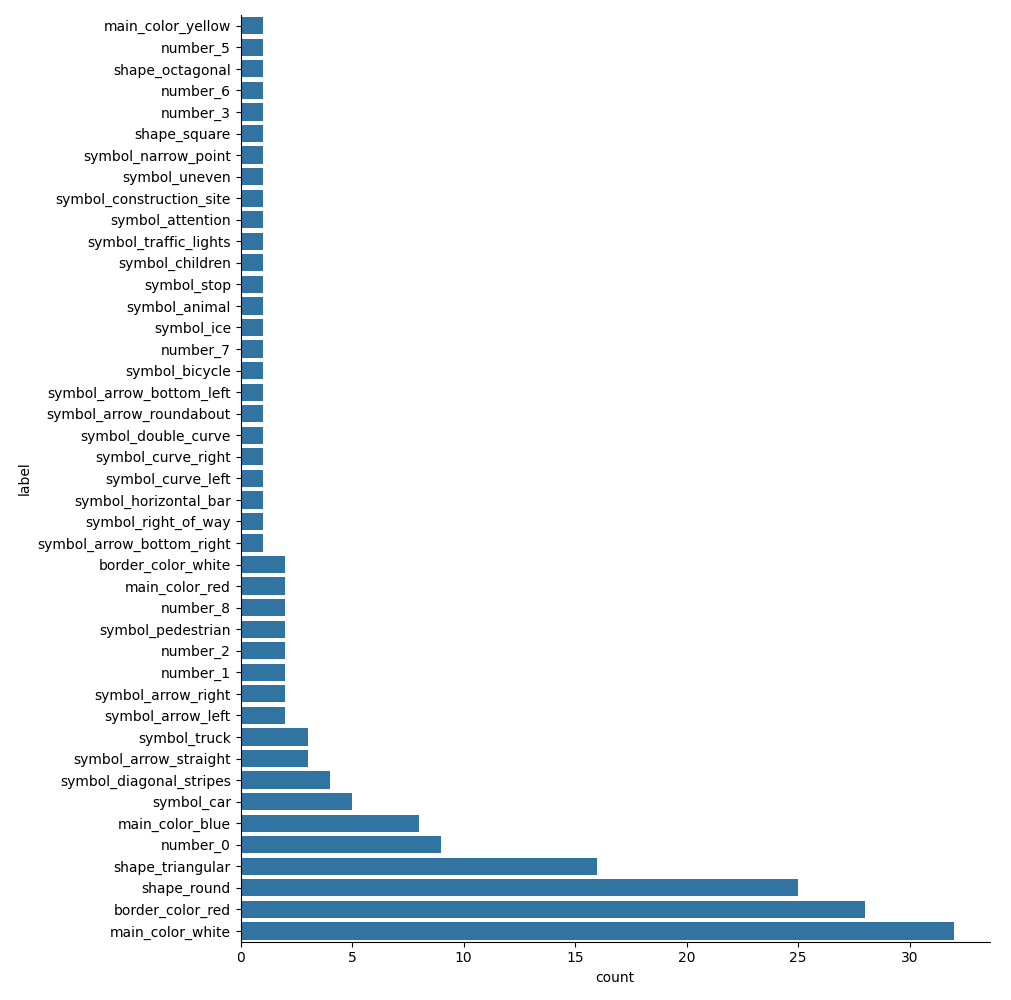 main_color_yellow
number_5
shape_octagonal
number_6
number_3
shape_square
symbol_narrow_point
symbol_uneven
symbol_construction_site
symbol_attention
symbol_traffic_lights
symbol_children
symbol_stop
symbol_animal
symbol_ice
number_7
symbol_bicycle
symbol_arrow_bottom_left
symbol_arrow_roundabout
symbol_double_curve
symbol_curve_right
symbol_curve_left
symbol_horizontal_bar
symbol_right_of_way
symbol_arrow_bottom_right
border_color_white
main_color_red
number_8
symbol_pedestrian
number_2
number_1
symbol_arrow_right
symbol_arrow_left
symbol_truck
symbol_arrow_straight
symbol_diagonal_stripes
symbol_car
main_color_blue
number_0
shape_triangular
shape_round
border_color_red
main_color_white
label
0 5 10 15 20 25 30
count